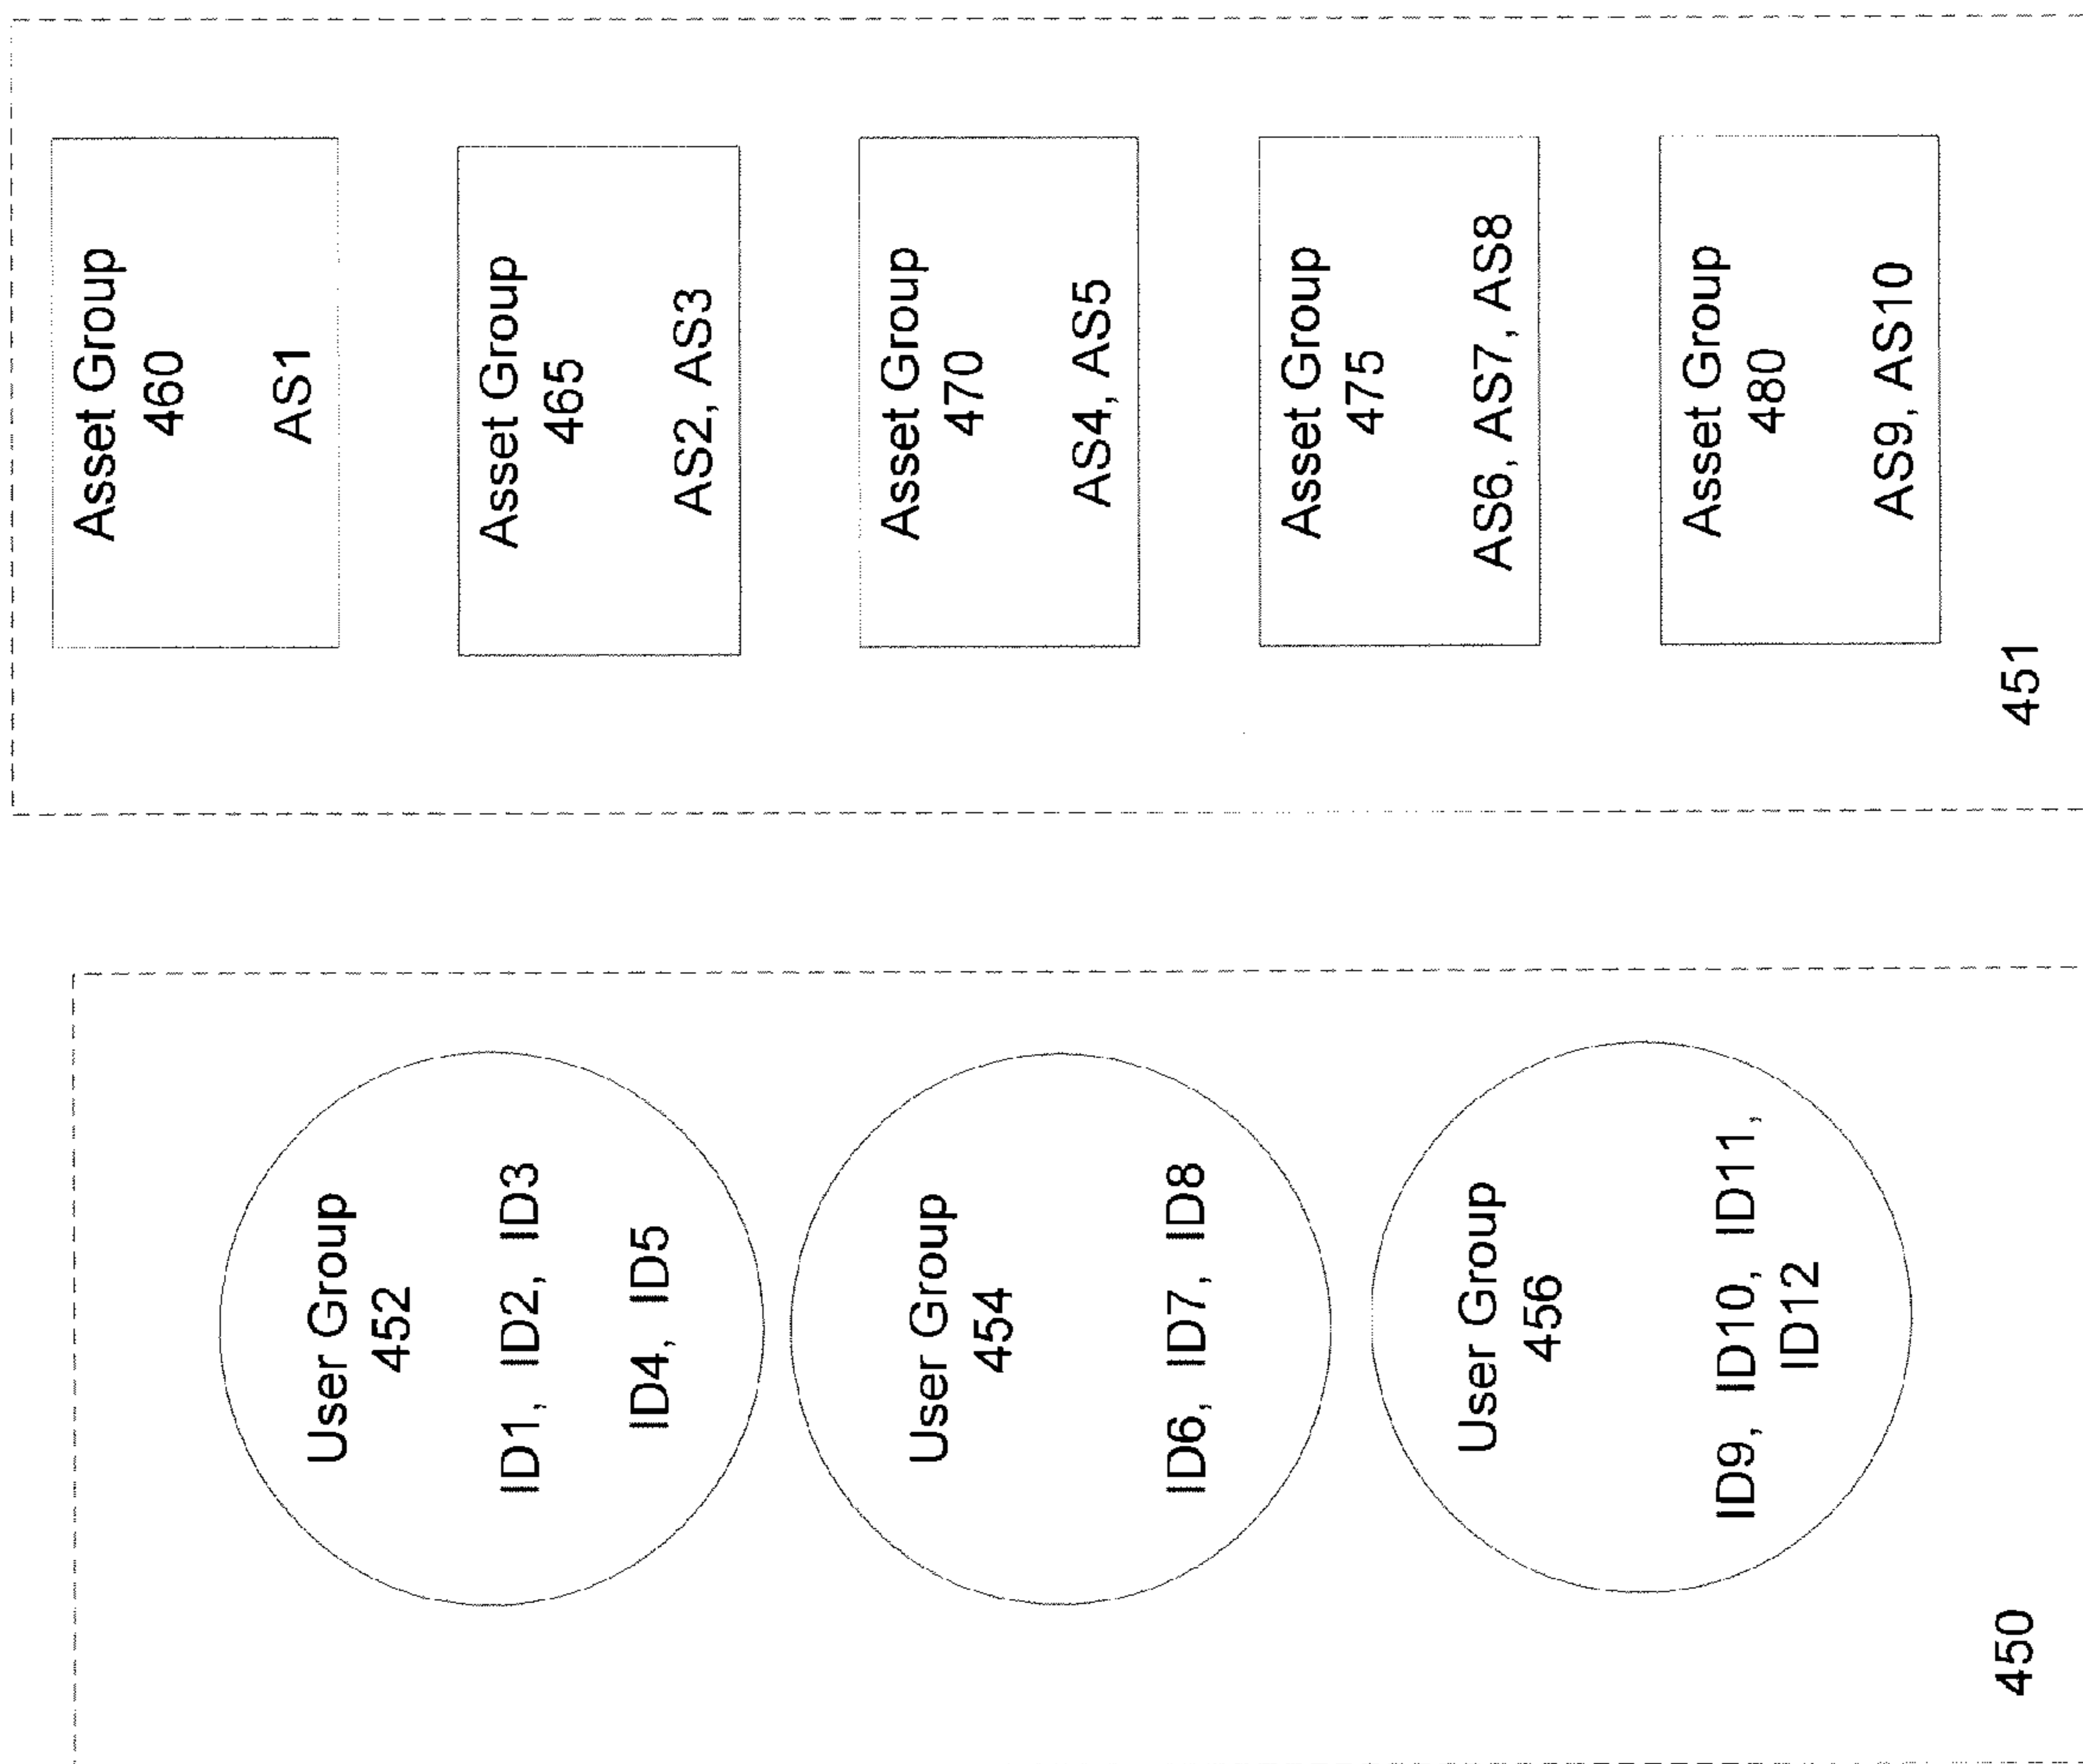 Asset Group
460
AS1
Asset Group
465
AS2, AS3
Asset Group
470
AS4, AS5
Asset Group
475
AS6, AS7, AS8
Asset Group
480
AS9, AS10
451
User Group
452
ID1, ID2, ID3
ID4, ID5
User Group
454
ID6, ID7, ID8
User Group
456
ID9, ID10, ID11,
ID12
450